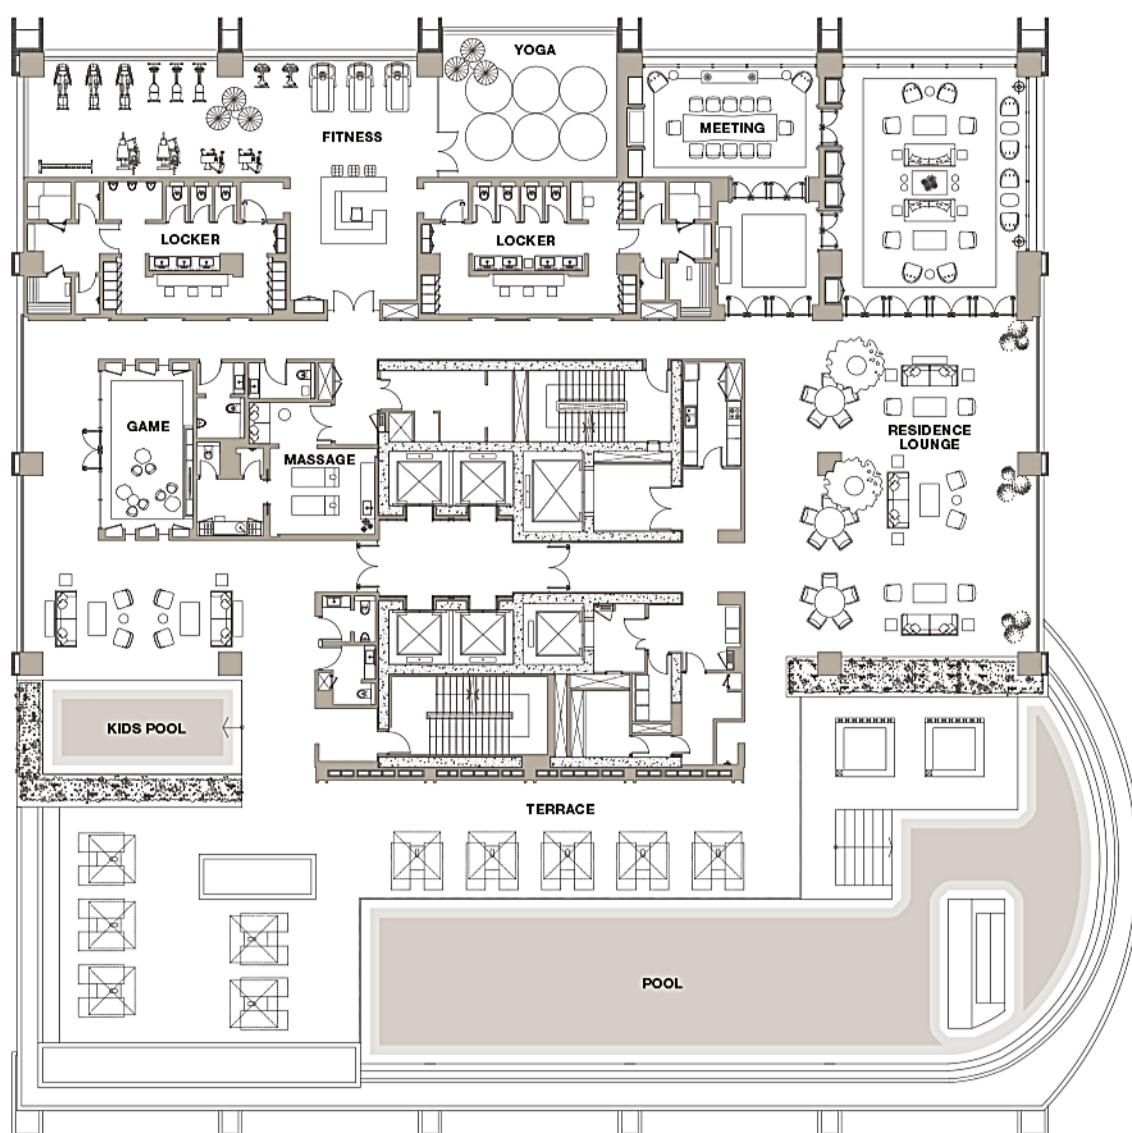 YOGA
FITNESS
MEETING
LOCKER
LOCKER
GAME
MASSAGE
RESIDENCE
LOUNGE
KIDS POOL
TERRACE
POOL